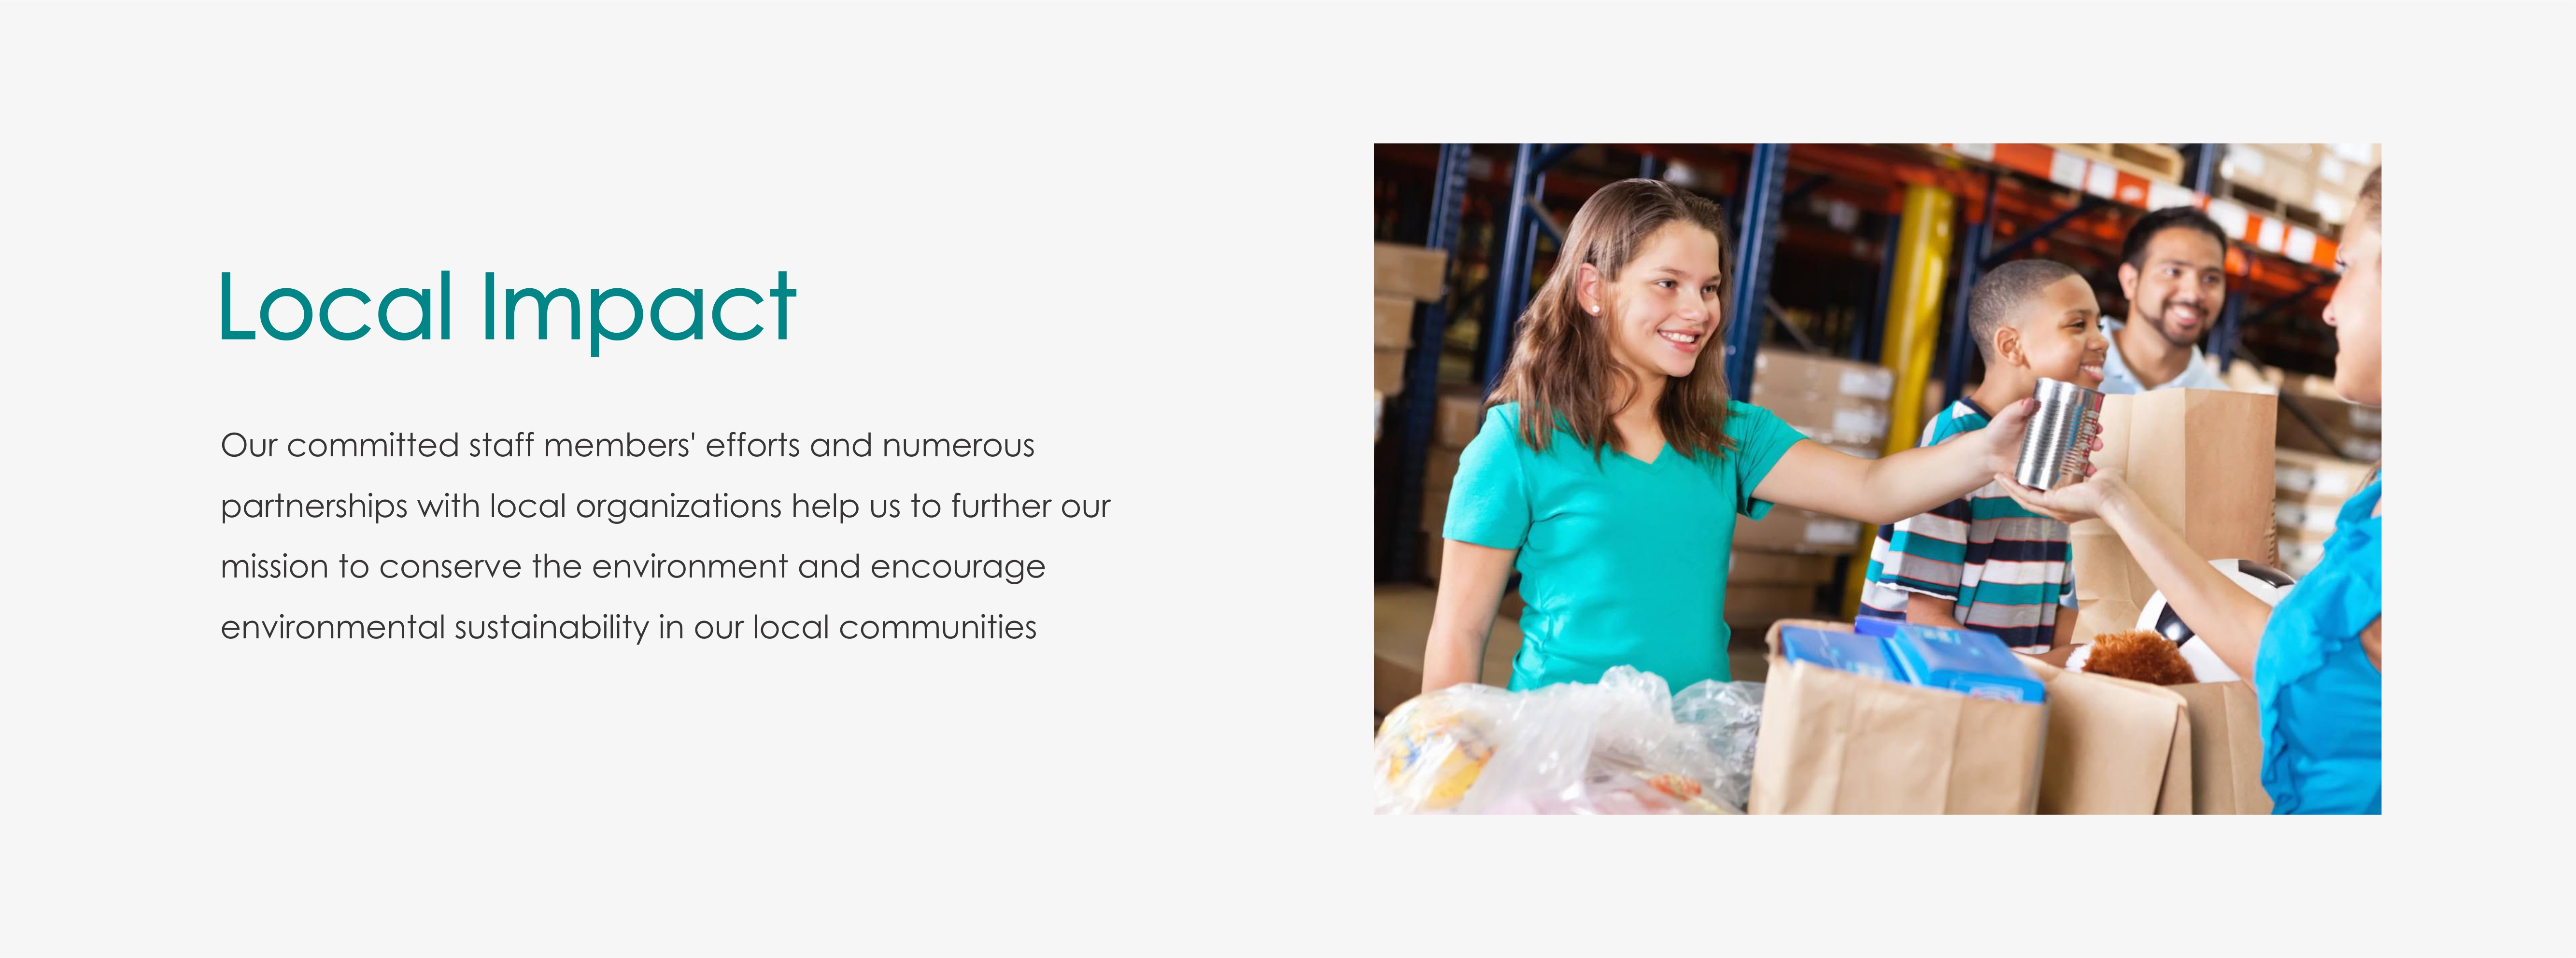 Local Impact
Our committed staff members' efforts and numerous
partnerships with local organizations help us to further our
mission to conserve the environment and encourage
environmental sustainability in our local communities